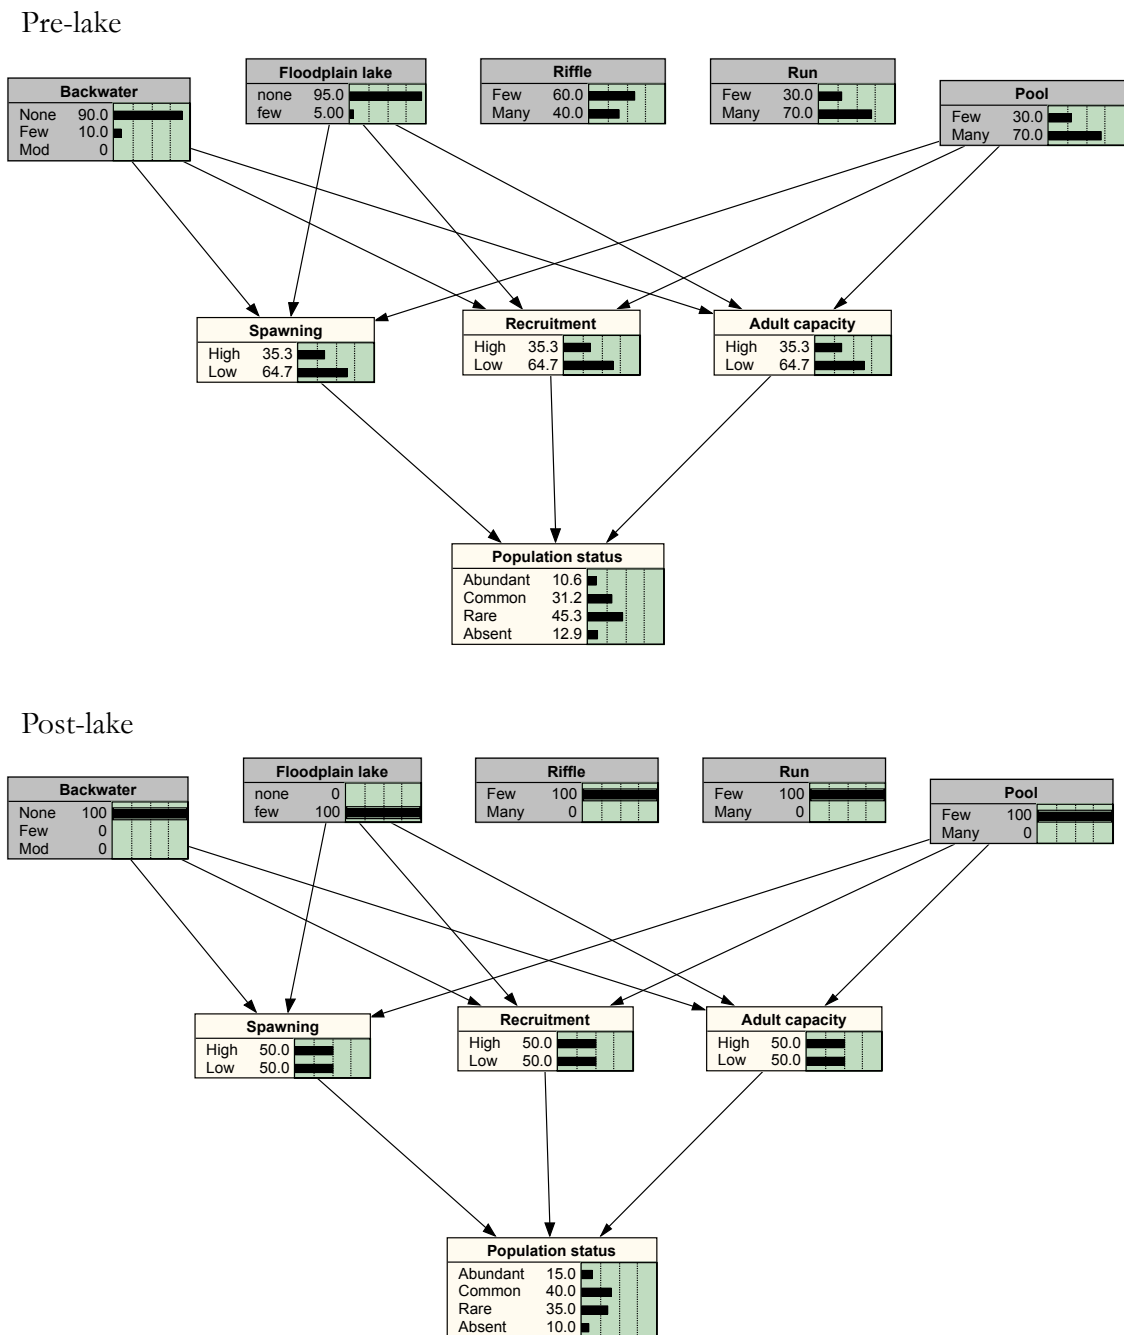 Pre-lake
Backwater
None 90.0
Few 10.0
Mod 0
Floodplain lake
none 95.0
few 5.00
Riffle
Few 60.0
Many 40.0
Run
Few 30.0
Many 70.0
Pool
Few 30.0
Many 70.0
Spawning
High 35.3
Low 64.7
Recruitment
High 35.3
Low 64.7
Adult capacity
High 35.3
Low 64.7
Population status
Abundant 10.6
Common 31.2
Rare 45.3
Absent 12.9
Post-lake
Backwater
None 100
Few 0
Mod 0
Floodplain lake
none 0
few 100
Riffle
Few 100
Many 0
Run
Few 100
Many 0
Pool
Few 100
Many 0
Spawning
High 50.0
Low 50.0
Recruitment
High 50.0
Low 50.0
Adult capacity
High 50.0
Low 50.0
Population status
Abundant 15.0
Common 40.0
Rare 35.0
Absent 10.0